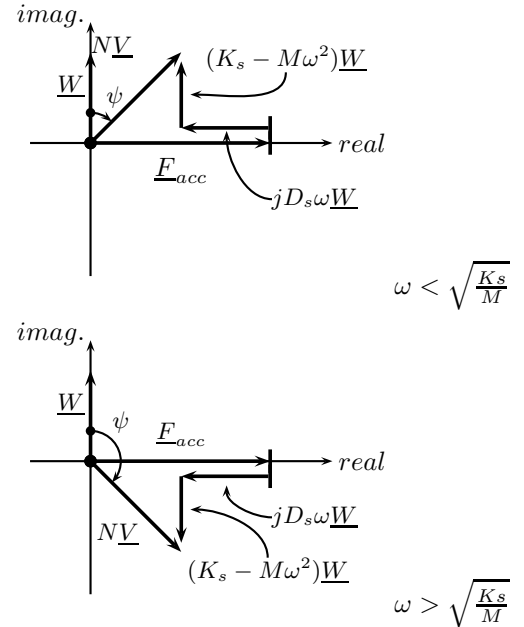 imag.
NV
(K_s − Mω²)W
W
ψ
real
F_acc
jD_sωW
ω < √(Ks/M)
imag.
W
ψ
F_acc
real
NV
jD_sωW
(K_s − Mω²)W
ω > √(Ks/M)